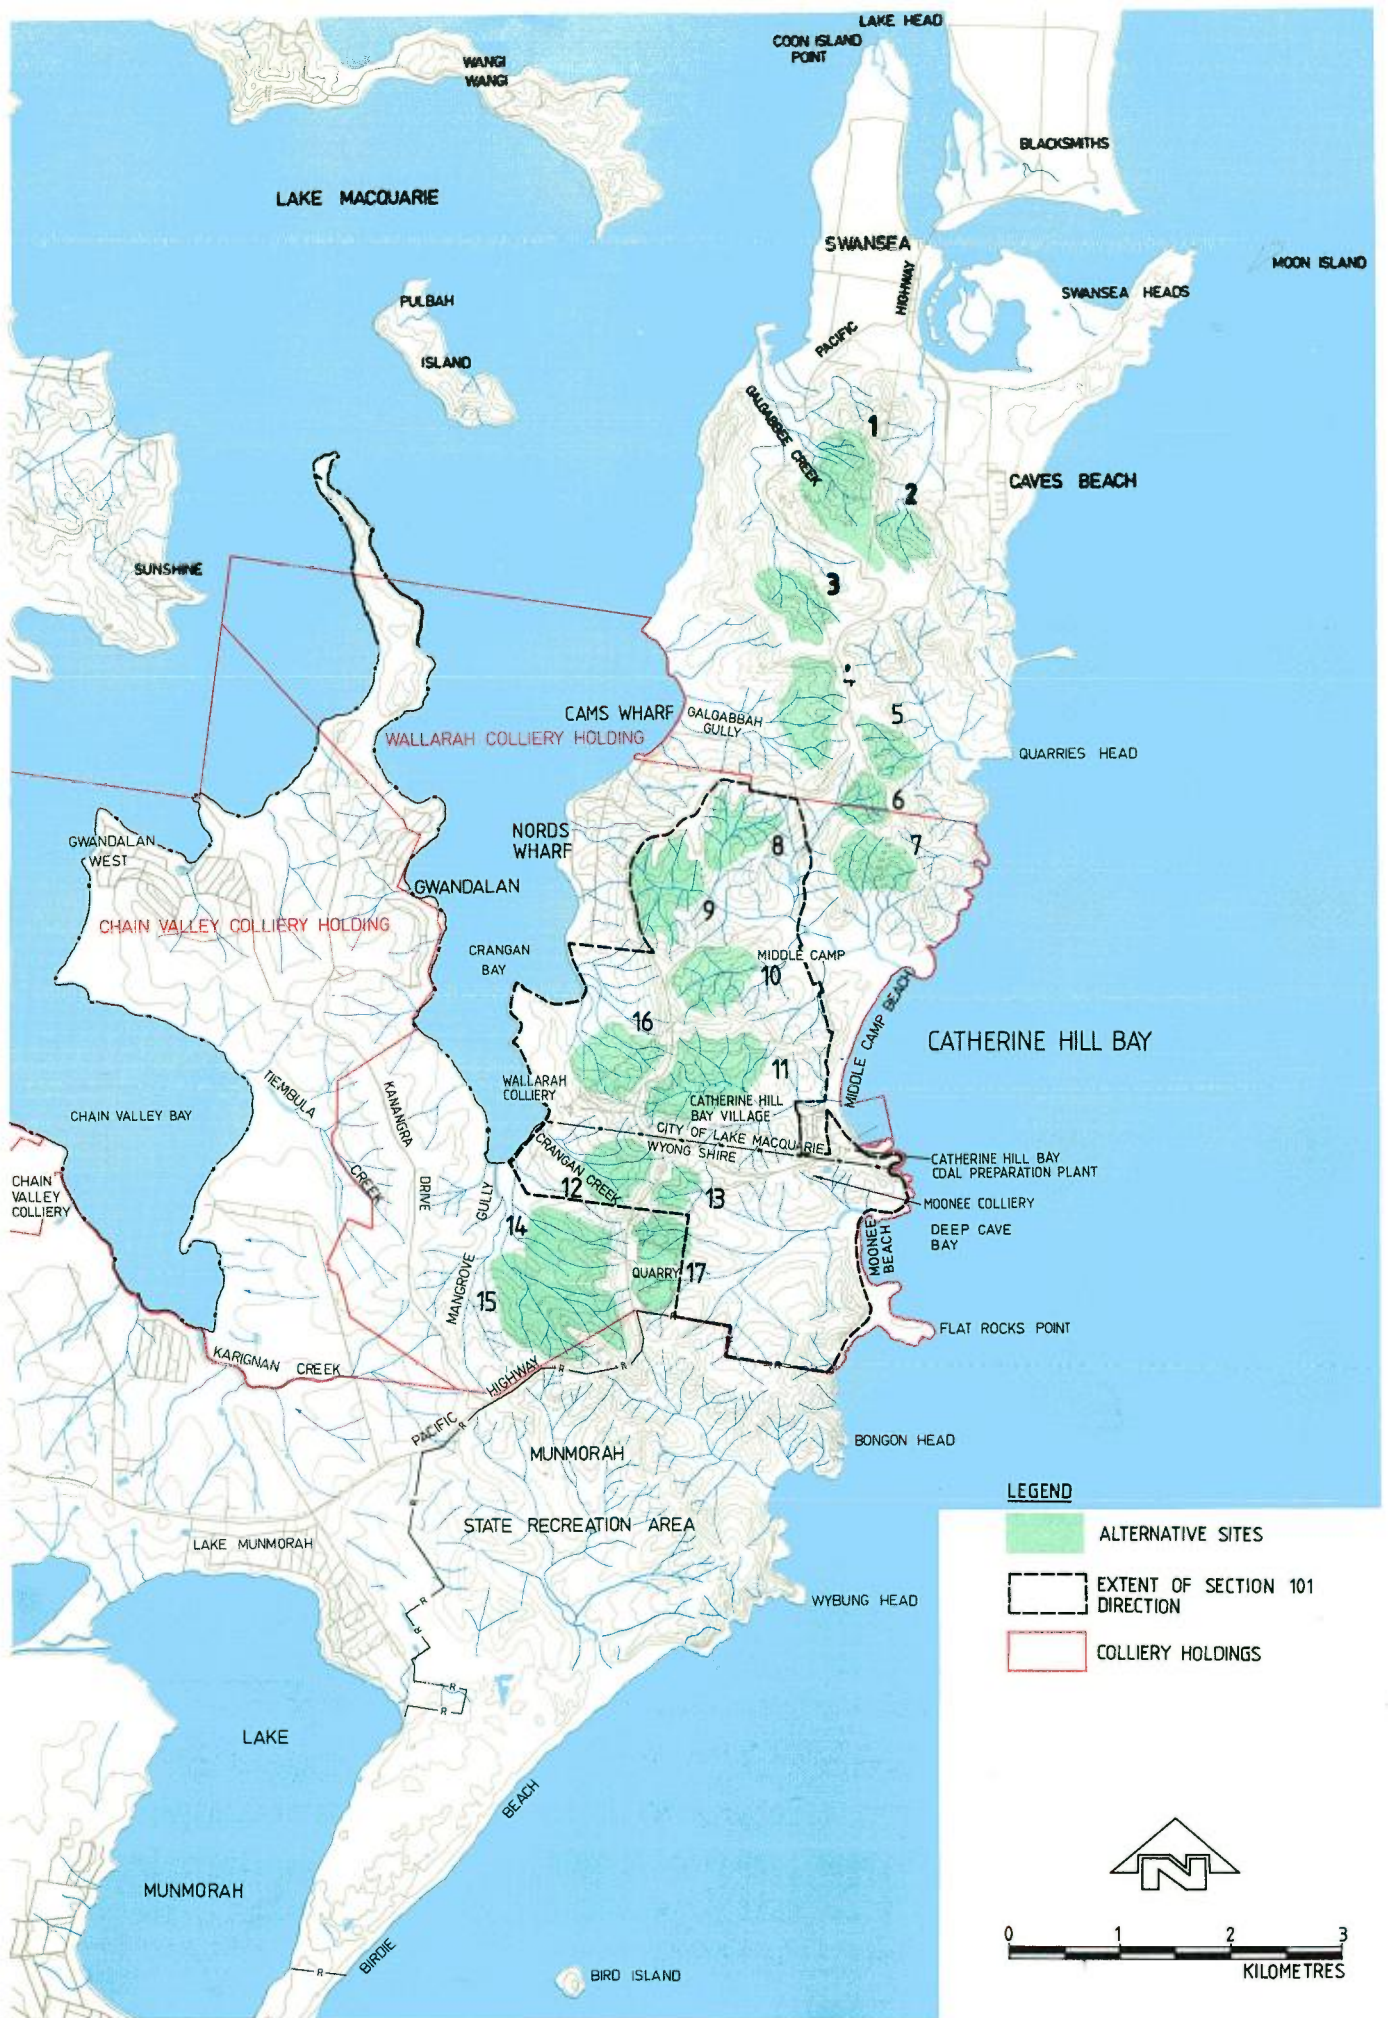 LAKE HEAD
COON ISLAND
POINT
WANGI
WANGI
BLACKSMITHS
LAKE MACQUARIE
SWANSEA
MOON ISLAND
HIGHWAY
SWANSEA HEADS
PULBAH
PACIFIC
ISLAND
GALGABBEE CREEK
1
CAVES BEACH
2
SUNSHINE
3
4
CAMS WHARF
GALGABBAH
GULLY
5
WALLARAH COLLIERY HOLDING
QUARRIES HEAD
6
NORDS
WHARF
GWANDALAN
WEST
8
7
GWANDALAN
9
CHAIN VALLEY COLLIERY HOLDING
CRANGAN
BAY
MIDDLE CAMP
10
16
MIDDLE CAMP BEACH
CATHERINE HILL BAY
11
WALLARAH
COLLIERY
TIEMBULA
KANANGRA
CATHERINE HILL
BAY VILLAGE
CHAIN VALLEY BAY
CITY OF LAKE MACQUARIE
WYONG SHIRE
CRANGAN CREEK
CATHERINE HILL BAY
COAL PREPARATION PLANT
CHAIN
VALLEY
COLLIERY
CREEK
DRIVE
GULLY
12
13
MOONEE COLLIERY
14
DEEP CAVE
BAY
MOONEE
BEACH
MANGROVE
QUARRY
17
15
FLAT ROCKS POINT
KARIGNAN CREEK
HIGHWAY
R
R
R
R
PACIFIC
R
BONGON HEAD
MUNMORAH
LEGEND
R
STATE RECREATION AREA
ALTERNATIVE SITES
LAKE MUNMORAH
EXTENT OF SECTION 101
DIRECTION
WYBUNG HEAD
R
R
COLLIERY HOLDINGS
R
R
LAKE
BEACH
N
MUNMORAH
0 1 2 3
KILOMETRES
BIRDIE
R
BIRD ISLAND